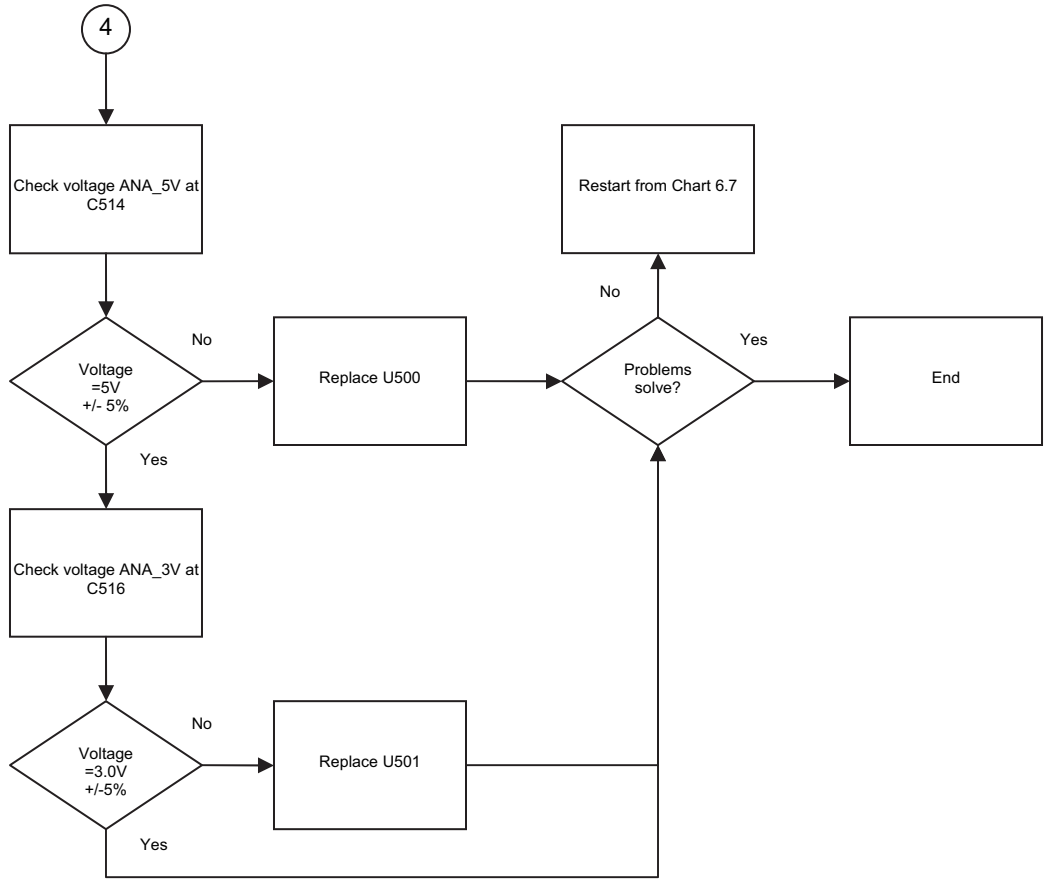 4
Check voltage ANA_5V at
C514
Restart from Chart 6.7
No
No
Yes
Voltage
=5V
+/- 5%
Replace U500
Problems
solve?
End
Yes
Check voltage ANA_3V at
C516
No
Voltage
=3.0V
+/-5%
Replace U501
Yes